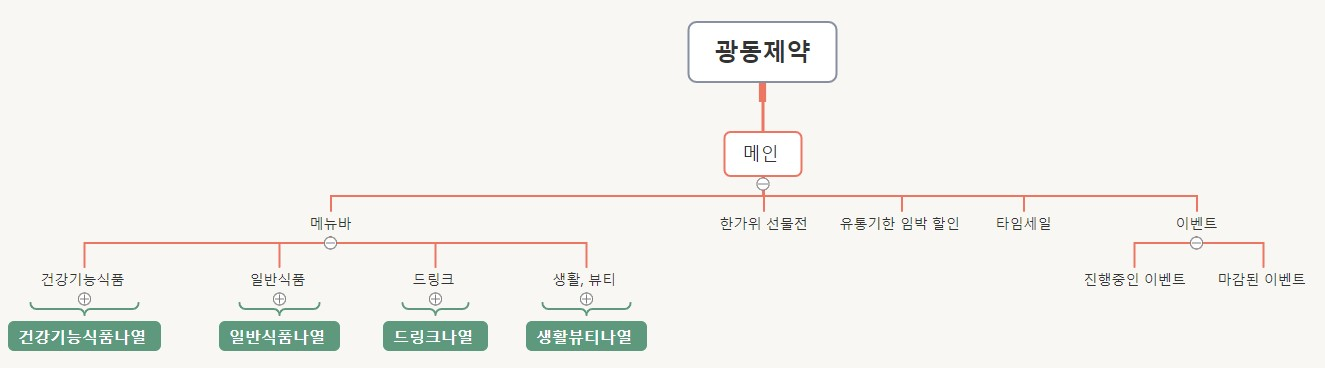 광동제약
메인
메뉴바
한가위 선물전
유통기한 임박 할인
타임세일
이벤트
건강기능식품
일반식품
드링크
생활, 뷰티
진행중인 이벤트
마감된 이벤트
건강기능식품나열
일반식품나열
드링크나열
생활뷰티나열